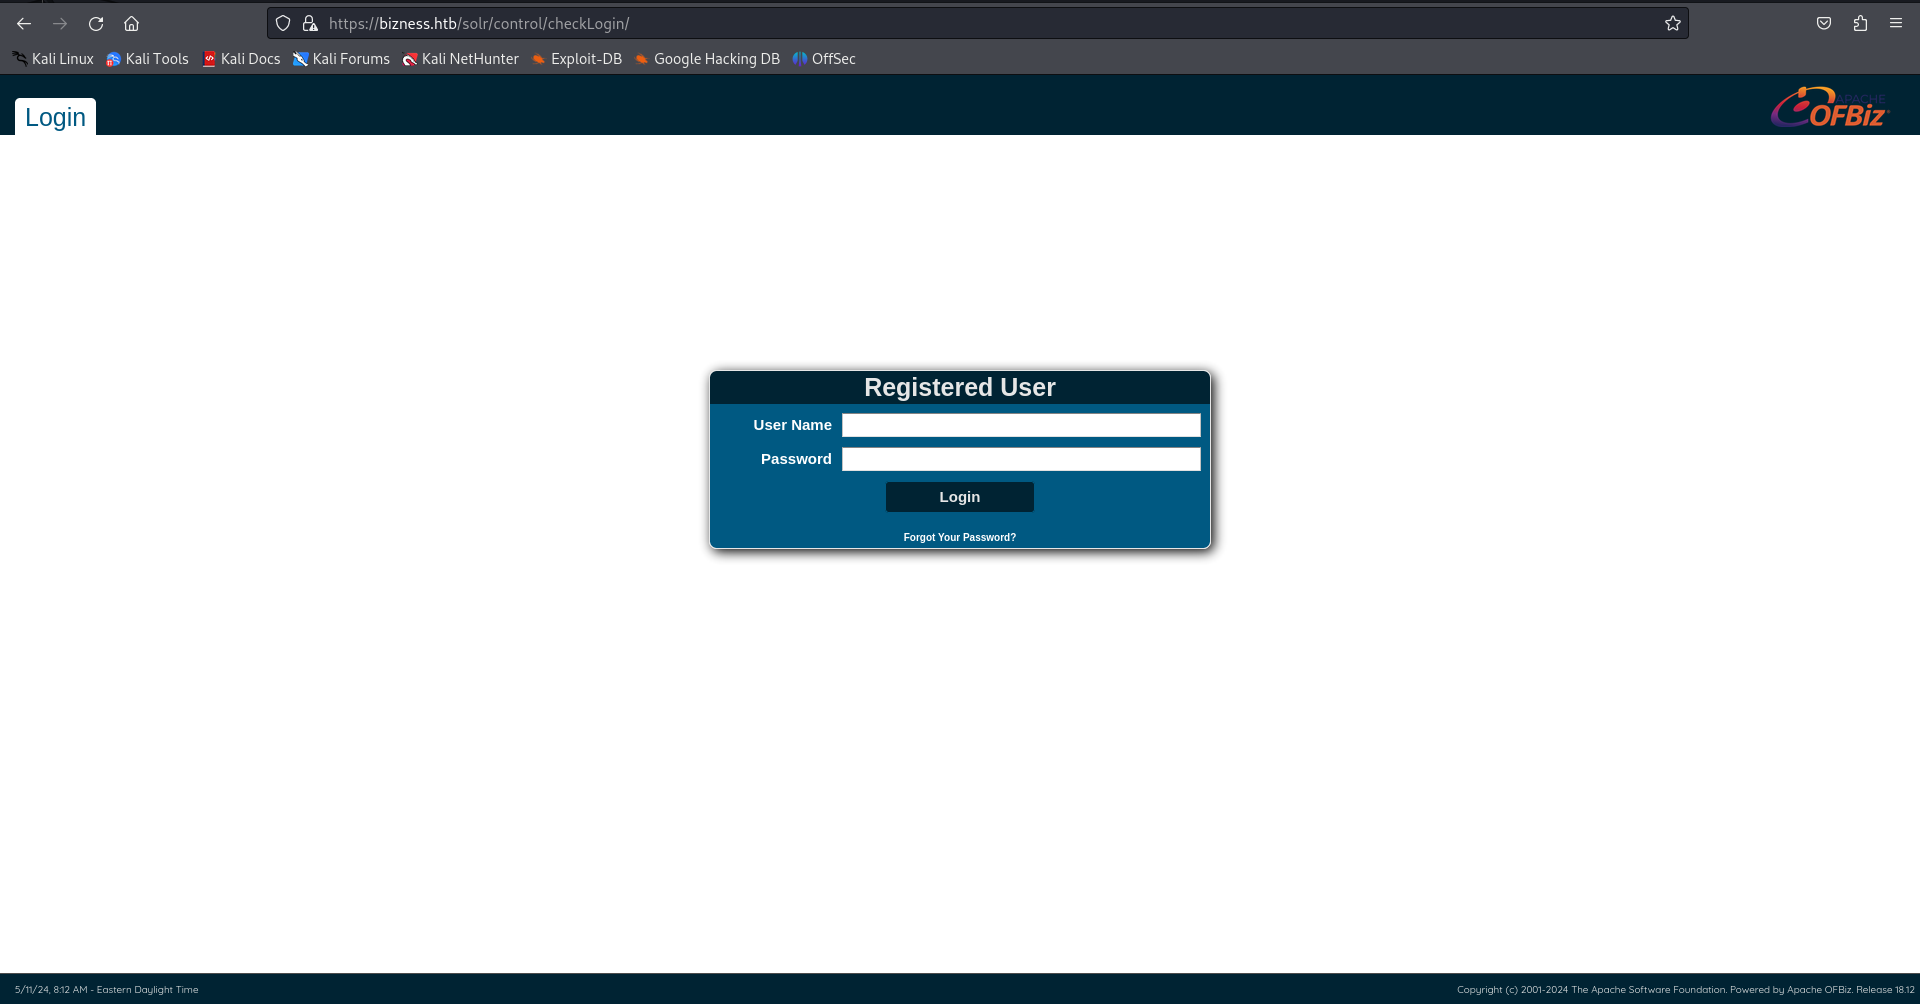 https://bizness.htb/solr/control/checkLogin/
Kali Linux Kali Tools Kali Docs Kali Forums Kali NetHunter Exploit-DB Google Hacking DB OffSec
Login
APACHE
OFBiz
Registered User
User Name
Password
Login
Forgot Your Password?
5/11/24, 8:12 AM - Eastern Daylight Time
Copyright (c) 2001-2024 The Apache Software Foundation. Powered by Apache OFBiz. Release 18.12